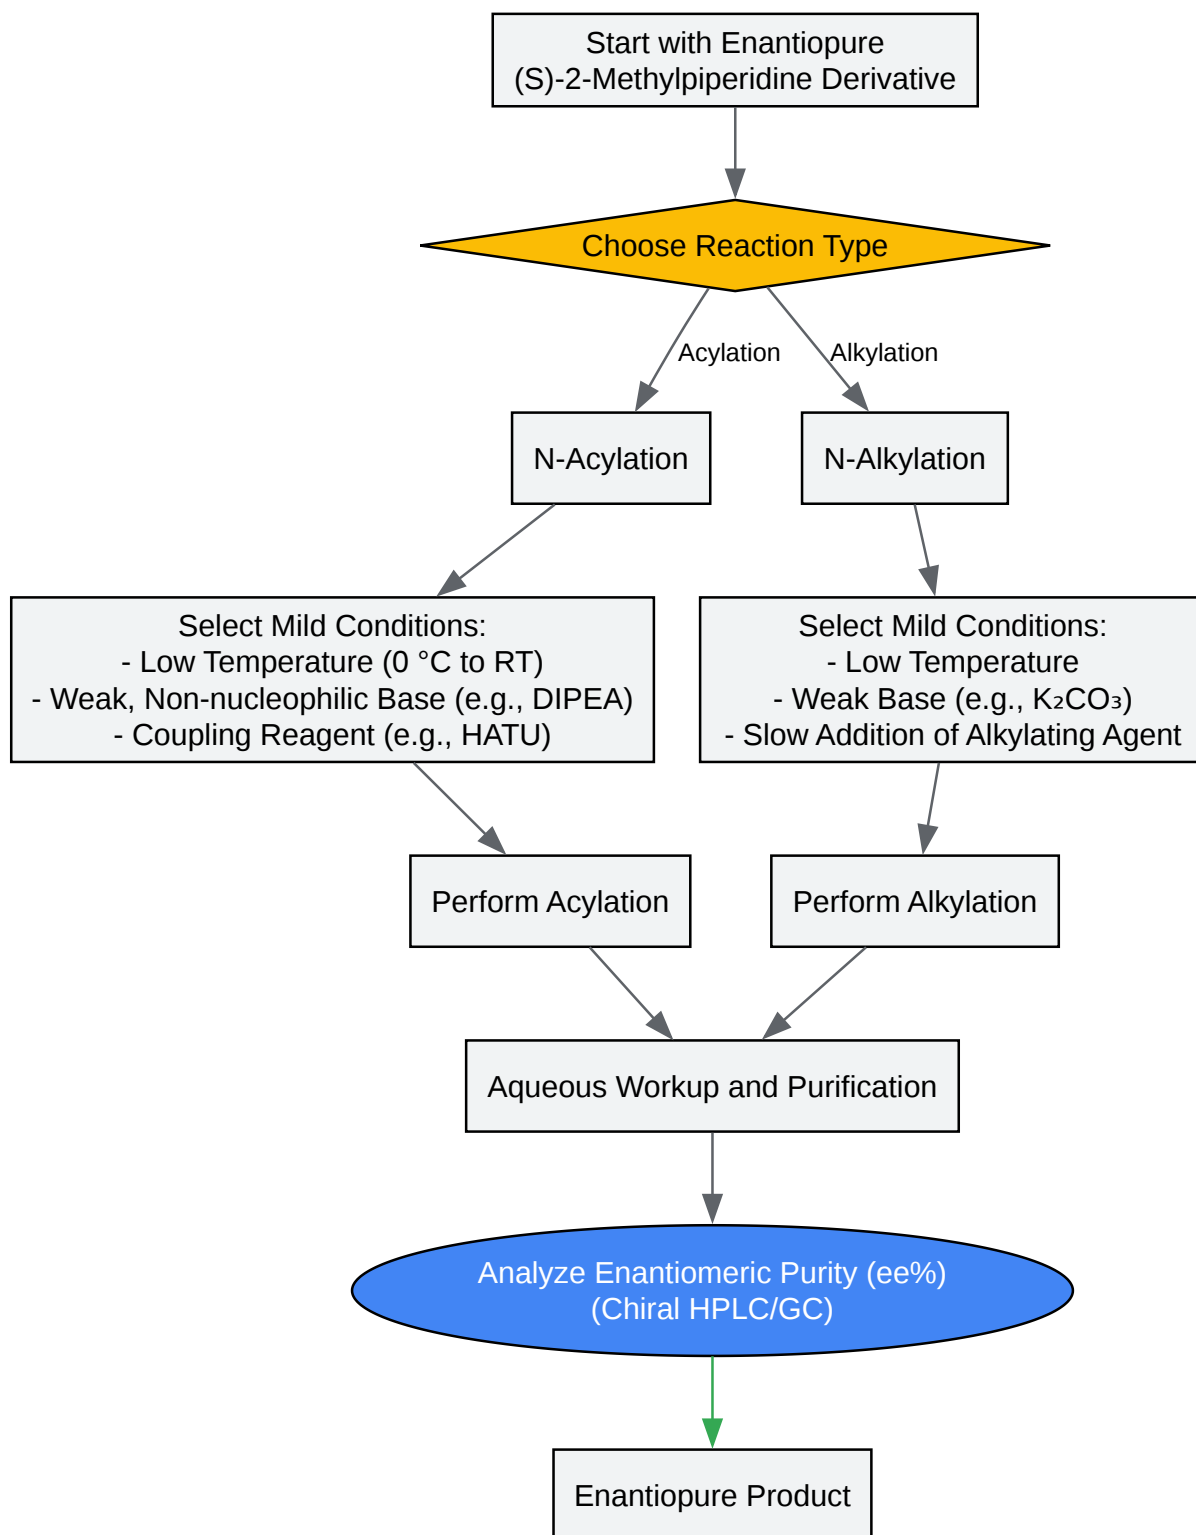 Start with Enantiopure
(S)-2-Methylpiperidine Derivative
Choose Reaction Type
Acylation
Alkylation
N-Acylation
N-Alkylation
Select Mild Conditions:
- Low Temperature (0 °C to RT)
- Weak, Non-nucleophilic Base (e.g., DIPEA)
- Coupling Reagent (e.g., HATU)
Select Mild Conditions:
- Low Temperature
- Weak Base (e.g., K₂CO₃)
- Slow Addition of Alkylating Agent
Perform Acylation
Perform Alkylation
Aqueous Workup and Purification
Analyze Enantiomeric Purity (ee%)
(Chiral HPLC/GC)
Enantiopure Product